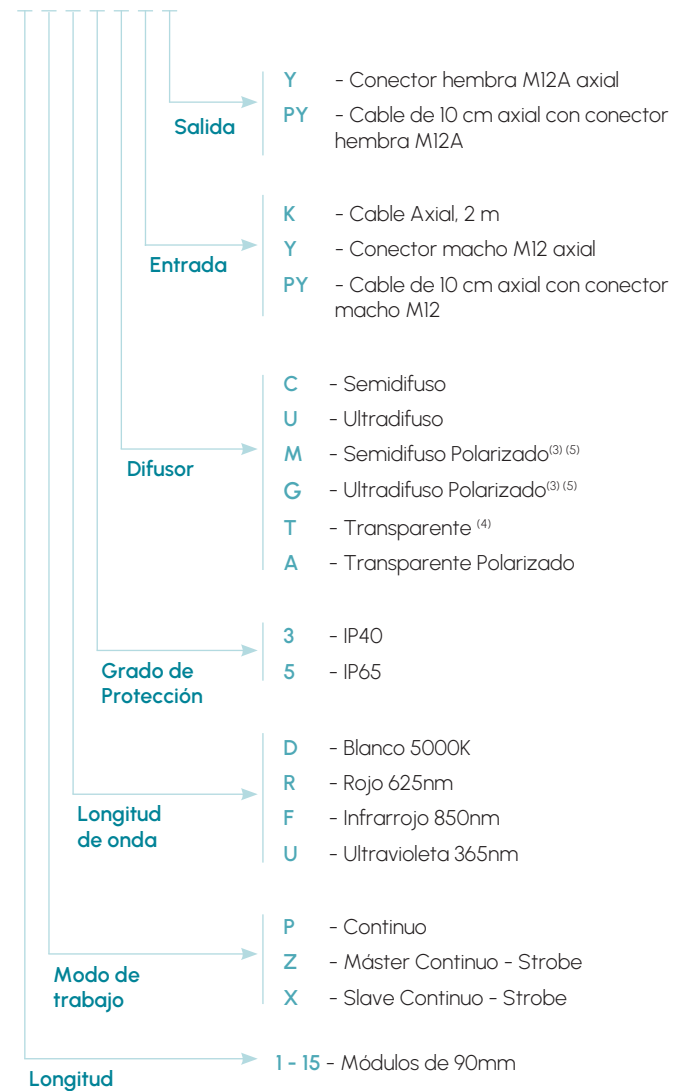 Salida
Y - Conector hembra M12A axial
PY - Cable de 10 cm axial con conector
hembra M12A
Entrada
K - Cable Axial, 2 m
Y - Conector macho M12 axial
PY - Cable de 10 cm axial con conector
macho M12
Difusor
C - Semidifuso
U - Ultradifuso
M - Semidifuso Polarizado(3) (5)
G - Ultradifuso Polarizado(3) (5)
T - Transparente (4)
A - Transparente Polarizado
Grado de
Protección
3 - IP40
5 - IP65
Longitud
de onda
D - Blanco 5000K
R - Rojo 625nm
F - Infrarrojo 850nm
U - Ultravioleta 365nm
Modo de
trabajo
P - Continuo
Z - Máster Continuo - Strobe
X - Slave Continuo - Strobe
Longitud
1 - 15 - Módulos de 90mm